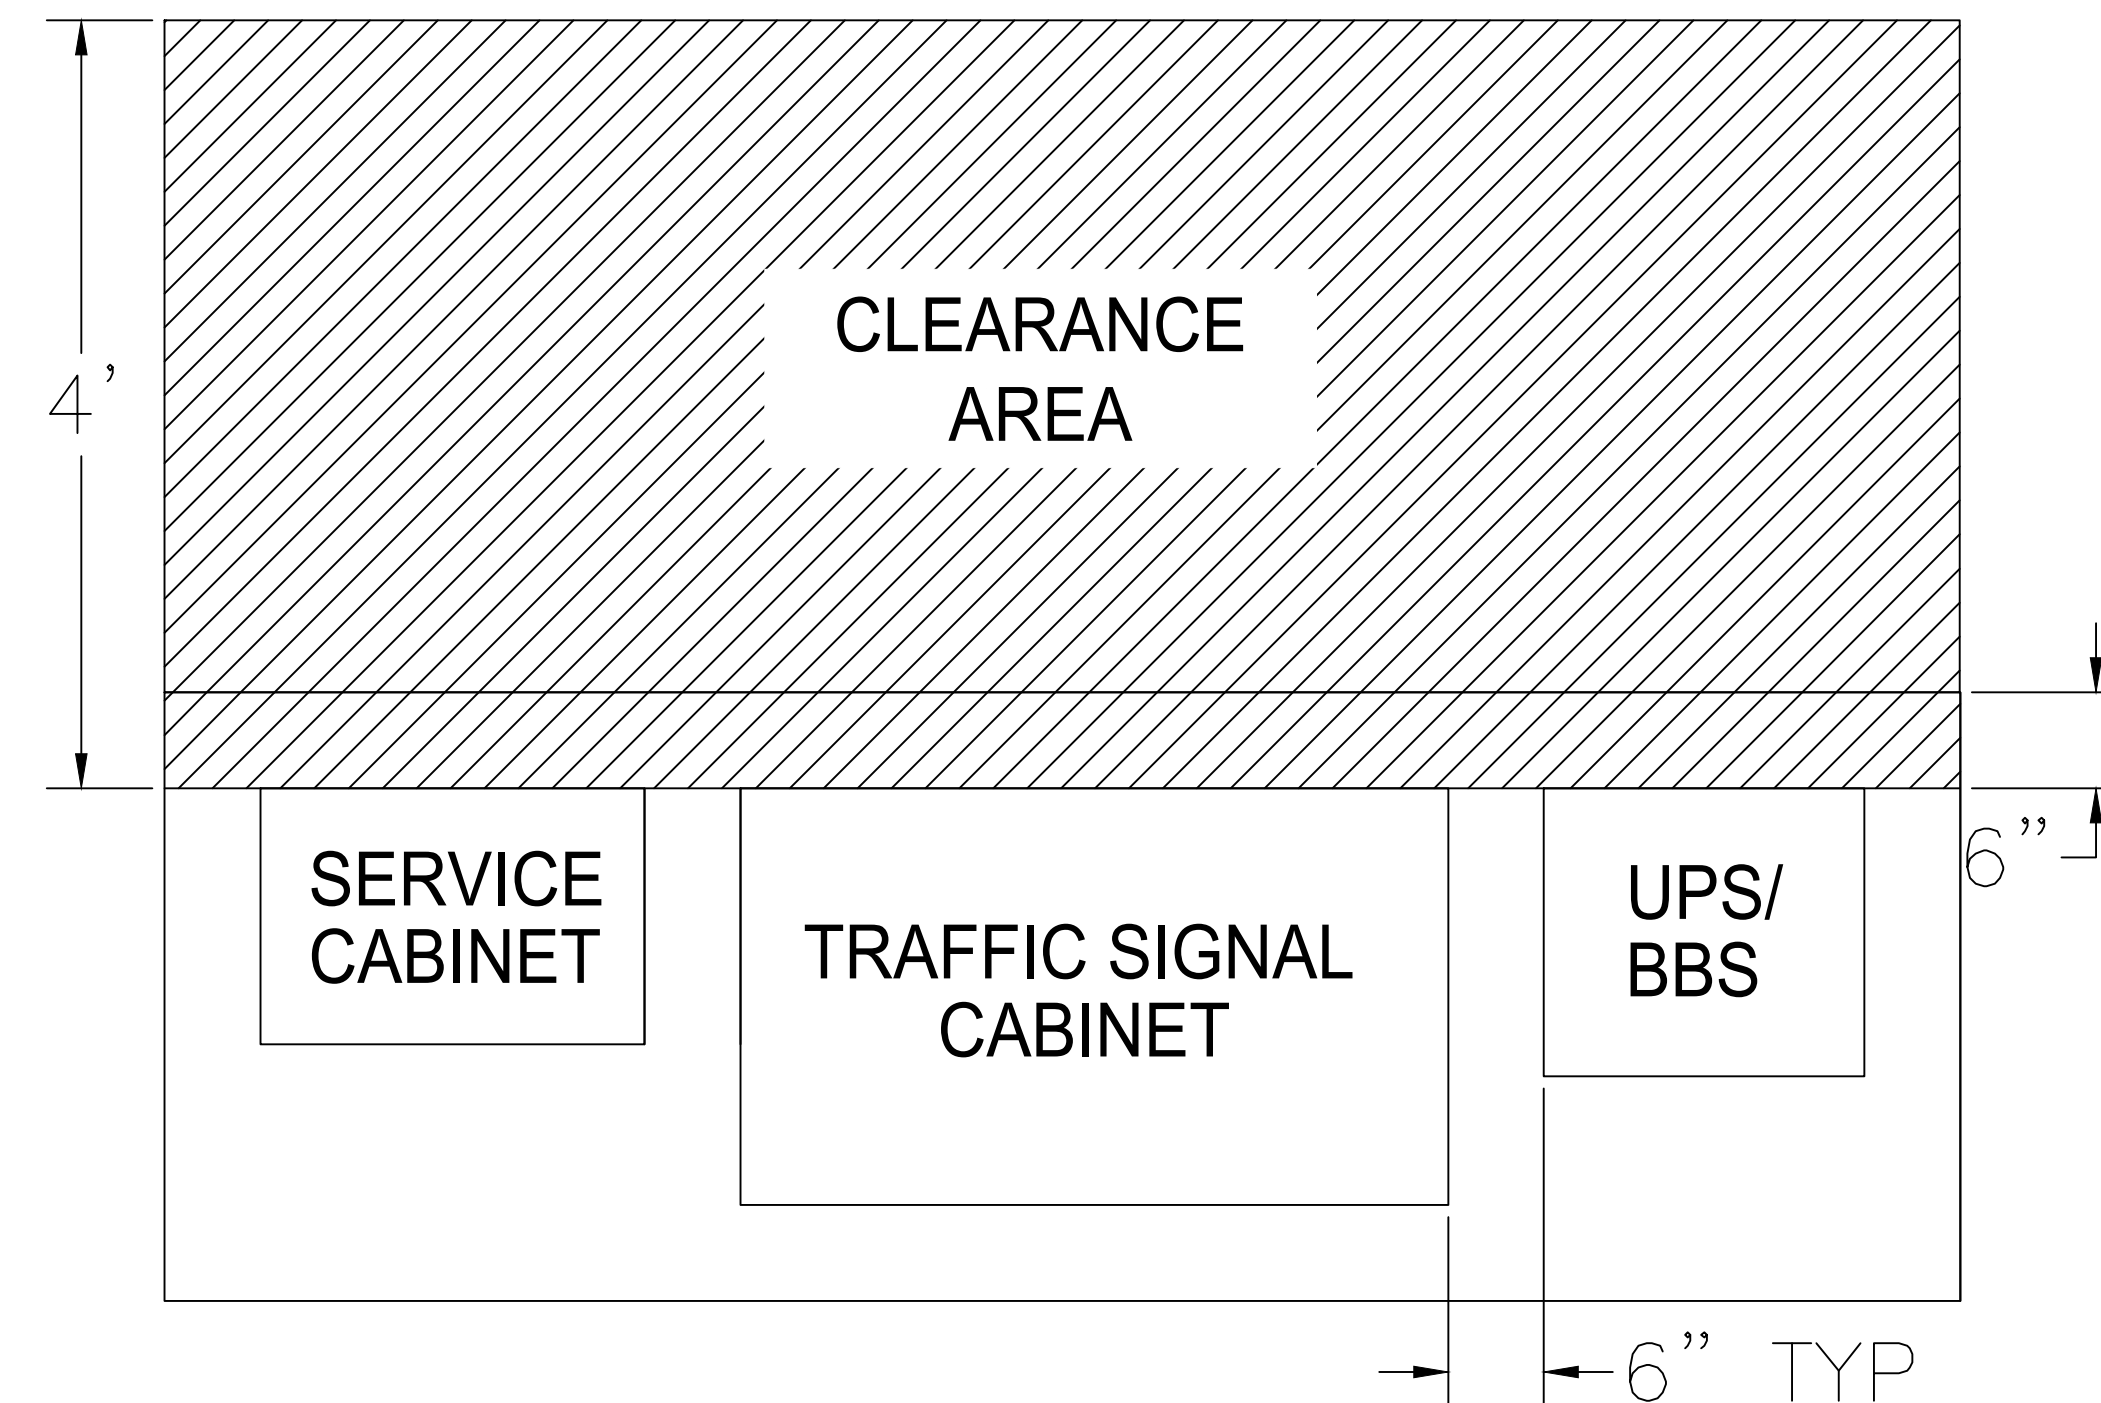 CLEARANCE
AREA
4'
SERVICE
CABINET
TRAFFIC SIGNAL
CABINET
UPS/
BBS
6"
6" TYP